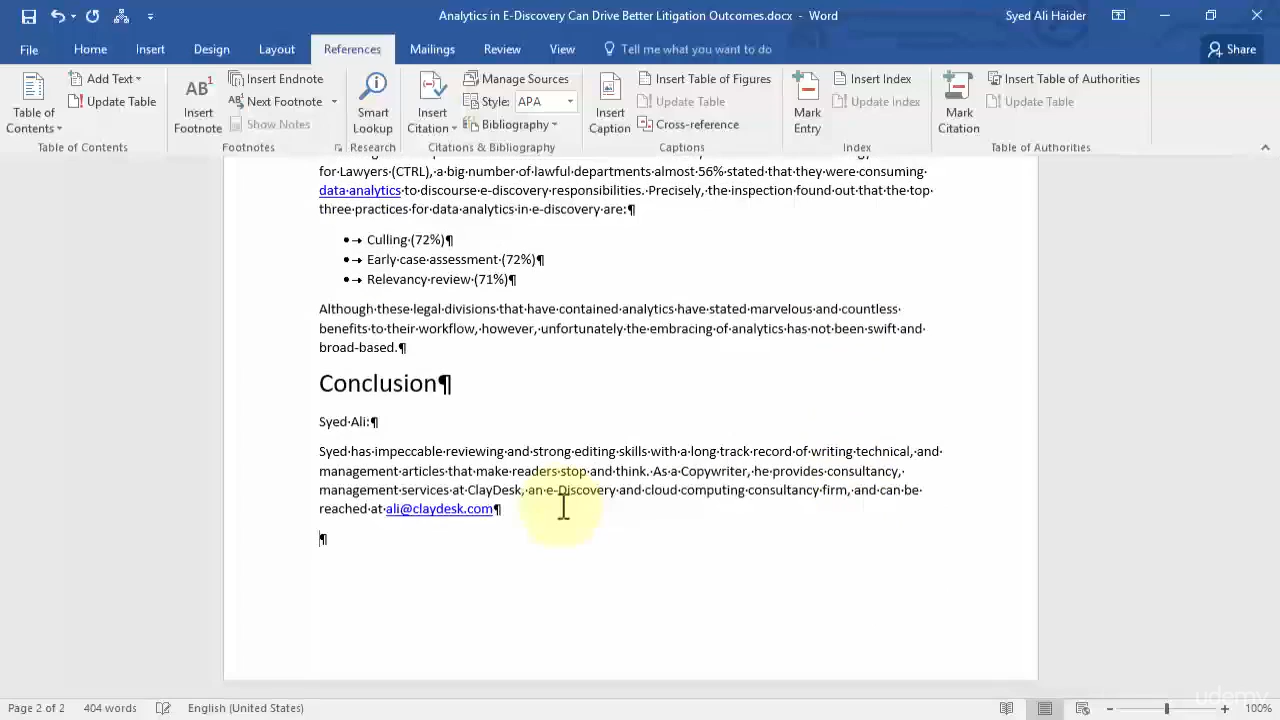 Analytics in E-Discovery Can Drive Better Litigation Outcomes.docx - Word
Syed Ali Haider
File Home Insert Design Layout References Mailings Review View Tell me what you want to do Share
Table of Contents
Add Text
Update Table
Table of Contents
AB1 Insert Footnote
Insert Endnote
Next Footnote
Show Notes
Footnotes
Smart Lookup
Research
Insert Citation
Manage Sources
Style: APA
Bibliography
Citations & Bibliography
Insert Caption
Insert Table of Figures
Update Table
Cross-reference
Captions
Mark Entry
Insert Index
Update Index
Index
Mark Citation
Insert Table of Authorities
Update Table
Table of Authorities
for·Lawyers·(CTRL),·a·big·number·of·lawful·departments·almost·56%·stated·that·they·were·consuming·
data·analytics·to·discourse·e-discovery·responsibilities.·Precisely,·the·inspection·found·out·that·the·top·
three·practices·for·data·analytics·in·e-discovery·are:¶
•→Culling·(72%)¶
•→Early·case·assessment·(72%)¶
•→Relevancy·review·(71%)¶
Although·these·legal·divisions·that·have·contained·analytics·have·stated·marvelous·and·countless·
benefits·to·their·workflow,·however,·unfortunately·the·embracing·of·analytics·has·not·been·swift·and·
broad-based.¶
Conclusion¶
Syed·Ali:¶
Syed·has·impeccable·reviewing·and·strong·editing·skills·with·a·long·track·record·of·writing·technical,·and·
management·articles·that·make·readers·stop·and·think.·As·a·Copywriter,·he·provides·consultancy,·
management·services·at·ClayDesk,·an·e-Discovery·and·cloud·computing·consultancy·firm,·and·can·be·
reached·at·ali@claydesk.com¶
¶
Page 2 of 2 404 words English (United States) 100%
udemy